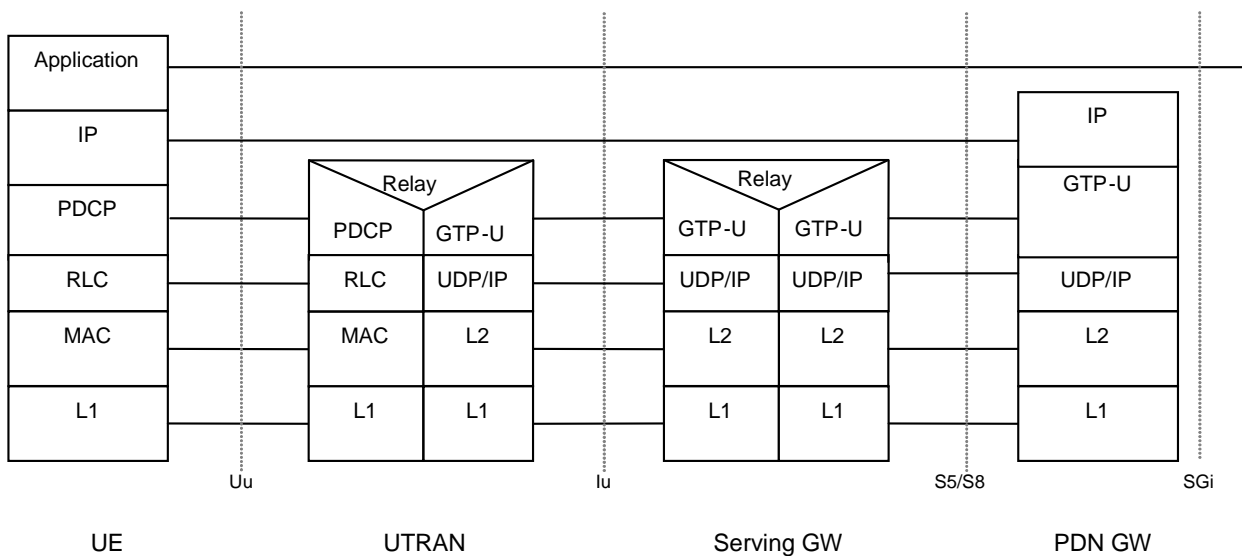 Application
IP
IP
Relay
Relay
GTP-U
PDCP
PDCP
GTP-U
GTP-U
GTP-U
RLC
RLC
UDP/IP
UDP/IP
UDP/IP
UDP/IP
MAC
MAC
L2
L2
L2
L2
L1
L1
L1
L1
L1
L1
Uu
Iu
S5/S8
SGi
UE
UTRAN
Serving GW
PDN GW